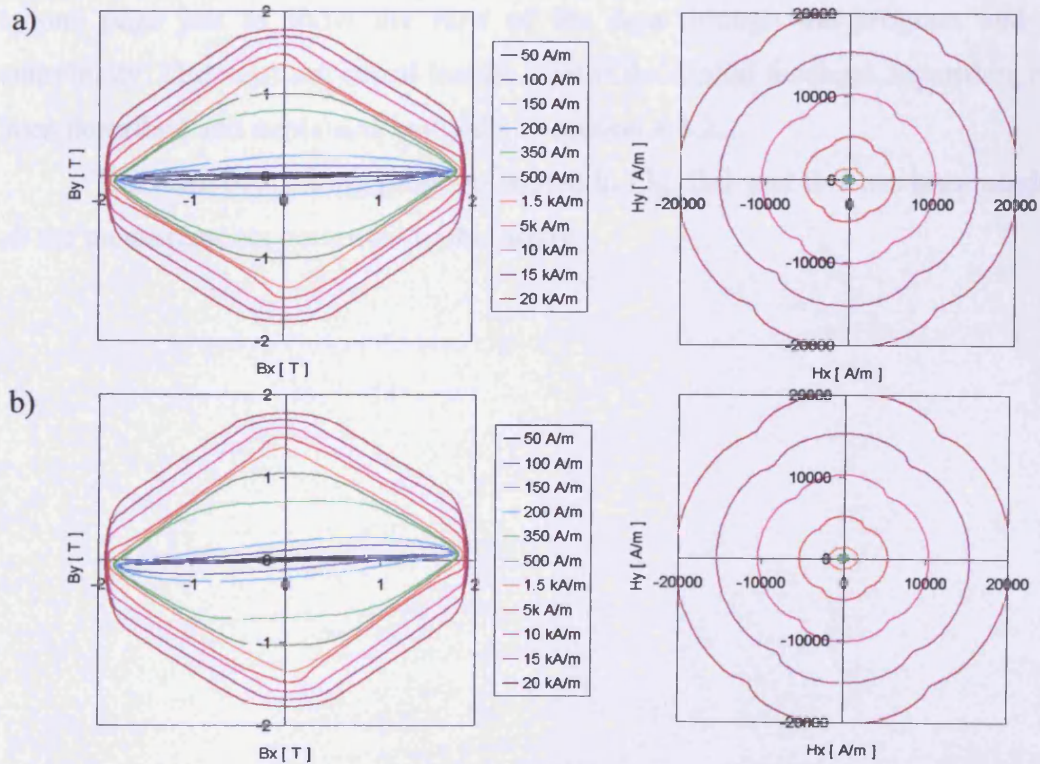 a)
2
1
0
-1
-2
-2
-1
0
1
2
By [ T ]
Bx [ T ]
50 A/m
100 A/m
150 A/m
200 A/m
350 A/m
500 A/m
1.5 kA/m
5k A/m
10 kA/m
15 kA/m
20 kA/m
20000
10000
0
-10000
-20000
-20000
-10000
0
10000
20000
Hy [ A/m ]
Hx [ A/m ]
b)
2
1
0
-1
-2
-2
-1
0
1
2
By [ T ]
Bx [ T ]
50 A/m
100 A/m
150 A/m
200 A/m
350 A/m
500 A/m
1.5 kA/m
5k A/m
10 kA/m
15 kA/m
20 kA/m
20000
10000
0
-10000
-20000
-20000
-10000
0
10000
20000
Hy [ A/m ]
Hx [ A/m ]